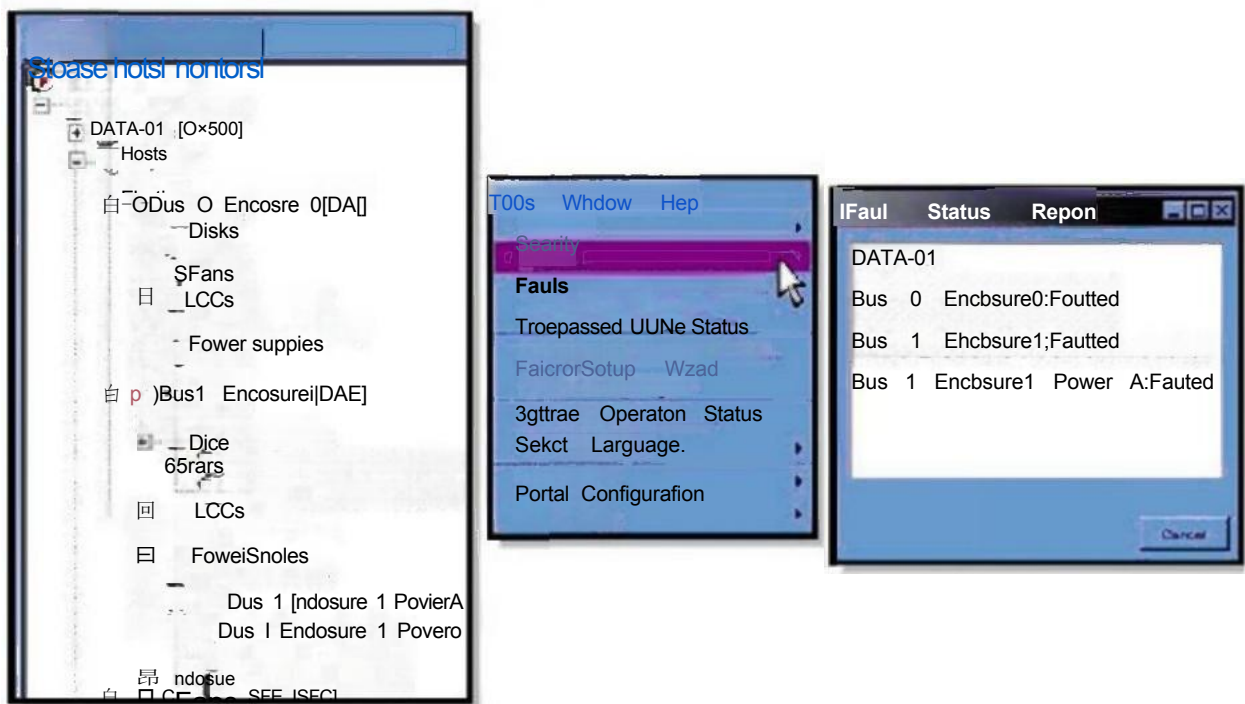 Stoase hotsl nontorsl
DATA-01 [O×500]
Hosts
ODus O Encosre 0[DA[]
Disks
SFans
LCCs
Fower suppies
p )Bus1 Encosurei|DAE]
Dice
65rars
LCCs
FoweiSnoles
Dus 1 [ndosure 1 PovierA
Dus I Endosure 1 Povero
ndosue
T00s Whdow Hep
Searity
Fauls
Troepassed UUNe Status
FaicrorSotup Wzad
3gttrae Operaton Status
Sekct Larguage.
Portal Configurafion
IFaul Status Repon
DATA-01
Bus 0 Encbsure0:Foutted
Bus 1 Ehcbsure1;Fautted
Bus 1 Encbsure1 Power A:Fauted
Cancel